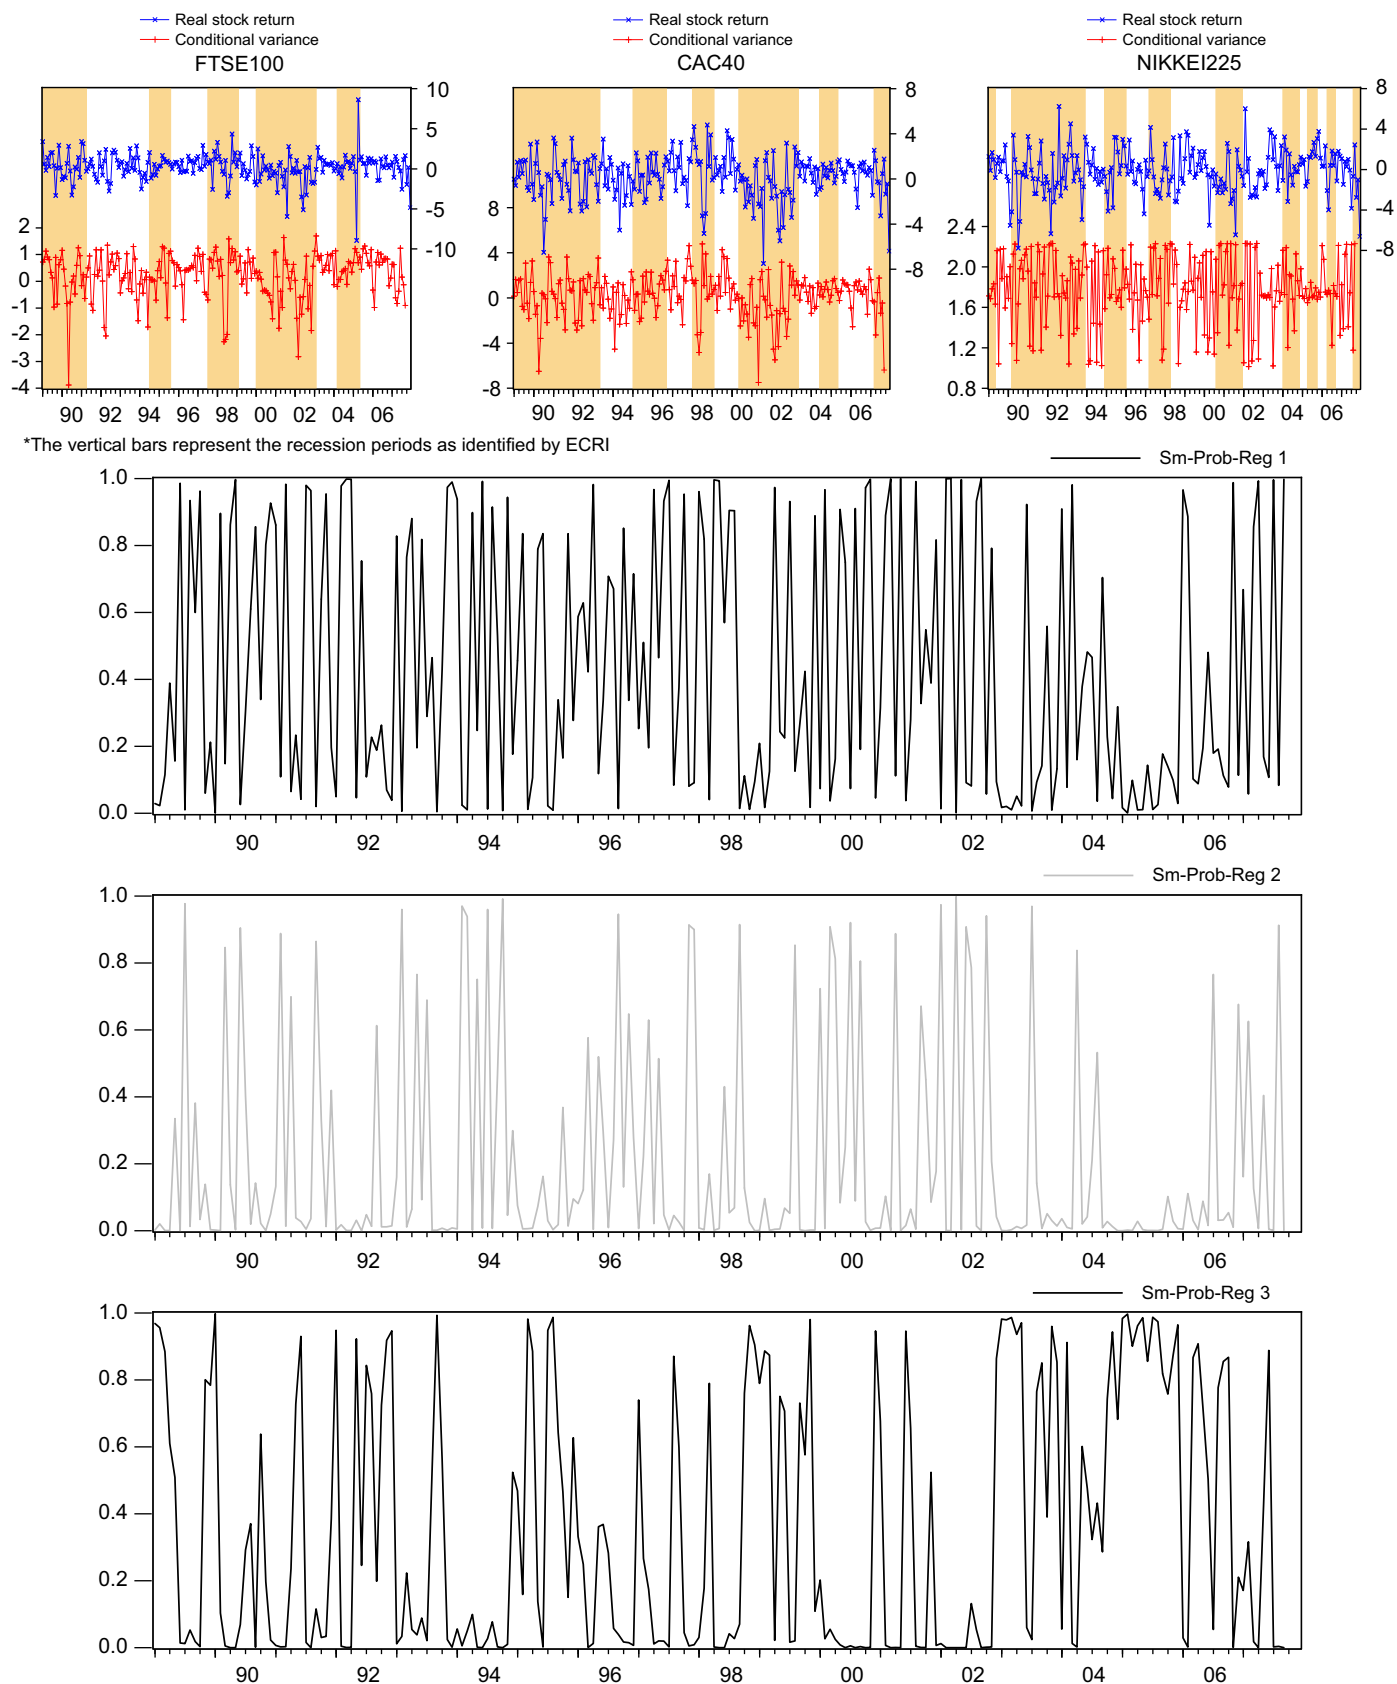 Real stock return
Conditional variance
FTSE100
10
5
0
-5
-10
2
1
0
-1
-2
-3
-4
90 92 94 96 98 00 02 04 06
Real stock return
Conditional variance
CAC40
8
4
0
-4
-8
8
4
0
-4
-8
90 92 94 96 98 00 02 04 06
Real stock return
Conditional variance
NIKKEI225
8
4
0
-4
-8
2.4
2.0
1.6
1.2
0.8
90 92 94 96 98 00 02 04 06
*The vertical bars represent the recession periods as identified by ECRI
Sm-Prob-Reg 1
1.0
0.8
0.6
0.4
0.2
0.0
90 92 94 96 98 00 02 04 06
Sm-Prob-Reg 2
1.0
0.8
0.6
0.4
0.2
0.0
90 92 94 96 98 00 02 04 06
Sm-Prob-Reg 3
1.0
0.8
0.6
0.4
0.2
0.0
90 92 94 96 98 00 02 04 06